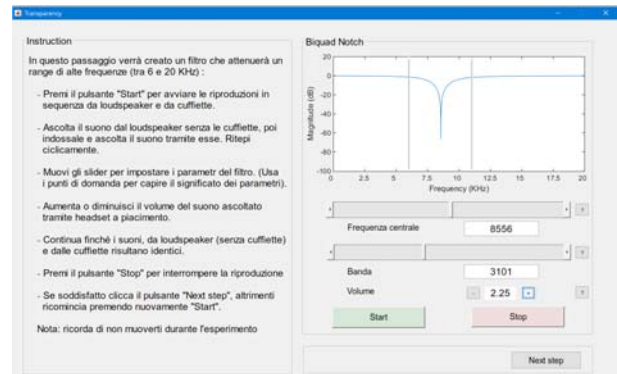 Transparency
Instruction
In questo passaggio verrà creato un filtro che attenuerà un
range di alte frequenze (tra 6 e 20 KHz) :
- Premi il pulsante "Start" per avviare le riproduzioni in
sequenza da loudspeaker e da cuffiette.
- Ascolta il suono dal loudspeaker senza le cuffiette, poi
indossale e ascolta il suono tramite esse. Ritepi
ciclicamente.
- Muovi gli slider per impostare i parametr del filtro. (Usa
i punti di domanda per capire il significato dei parametri).
- Aumenta o diminuisci il volume del suono ascoltato
tramite headset a piacimento.
- Continua finché i suoni, da loudspeaker (senza cuffiette)
e dalle cuffiette risultano identici.
- Premi il pulsante "Stop" per interrompere la riproduzione
- Se soddisfatto clicca il pulsante "Next step", altrimenti
ricomincia premendo nuovamente "Start".
Nota: ricorda di non muoverti durante l'esperimento
Biquad Notch
Magnitude (dB)
20
0
-20
-40
-60
-80
-100
0 2.5 5 7.5 10 12.5 15 17.5 20
Frequency (KHz)
Frequenza centrale 8556
Banda 3101
Volume - 2.25 +
Start Stop
Next step